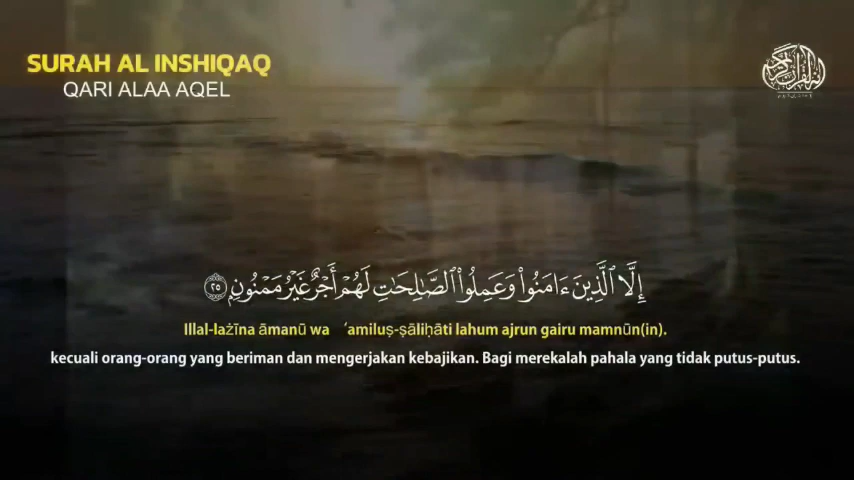 SURAH AL INSHIQAQ
QARI ALAA AQEL
إِلَّا ٱلَّذِينَ ءَامَنُوا۟ وَعَمِلُوا۟ ٱلصَّـٰلِحَـٰتِ لَهُمْ أَجْرٌ غَيْرُ مَمْنُونٍۭ ٢٥
Illal-lażīna āmanū wa ‘amiluṣ-ṣāliḥāti lahum ajrun gairu mamnūn(in).
kecuali orang-orang yang beriman dan mengerjakan kebajikan. Bagi merekalah pahala yang tidak putus-putus.